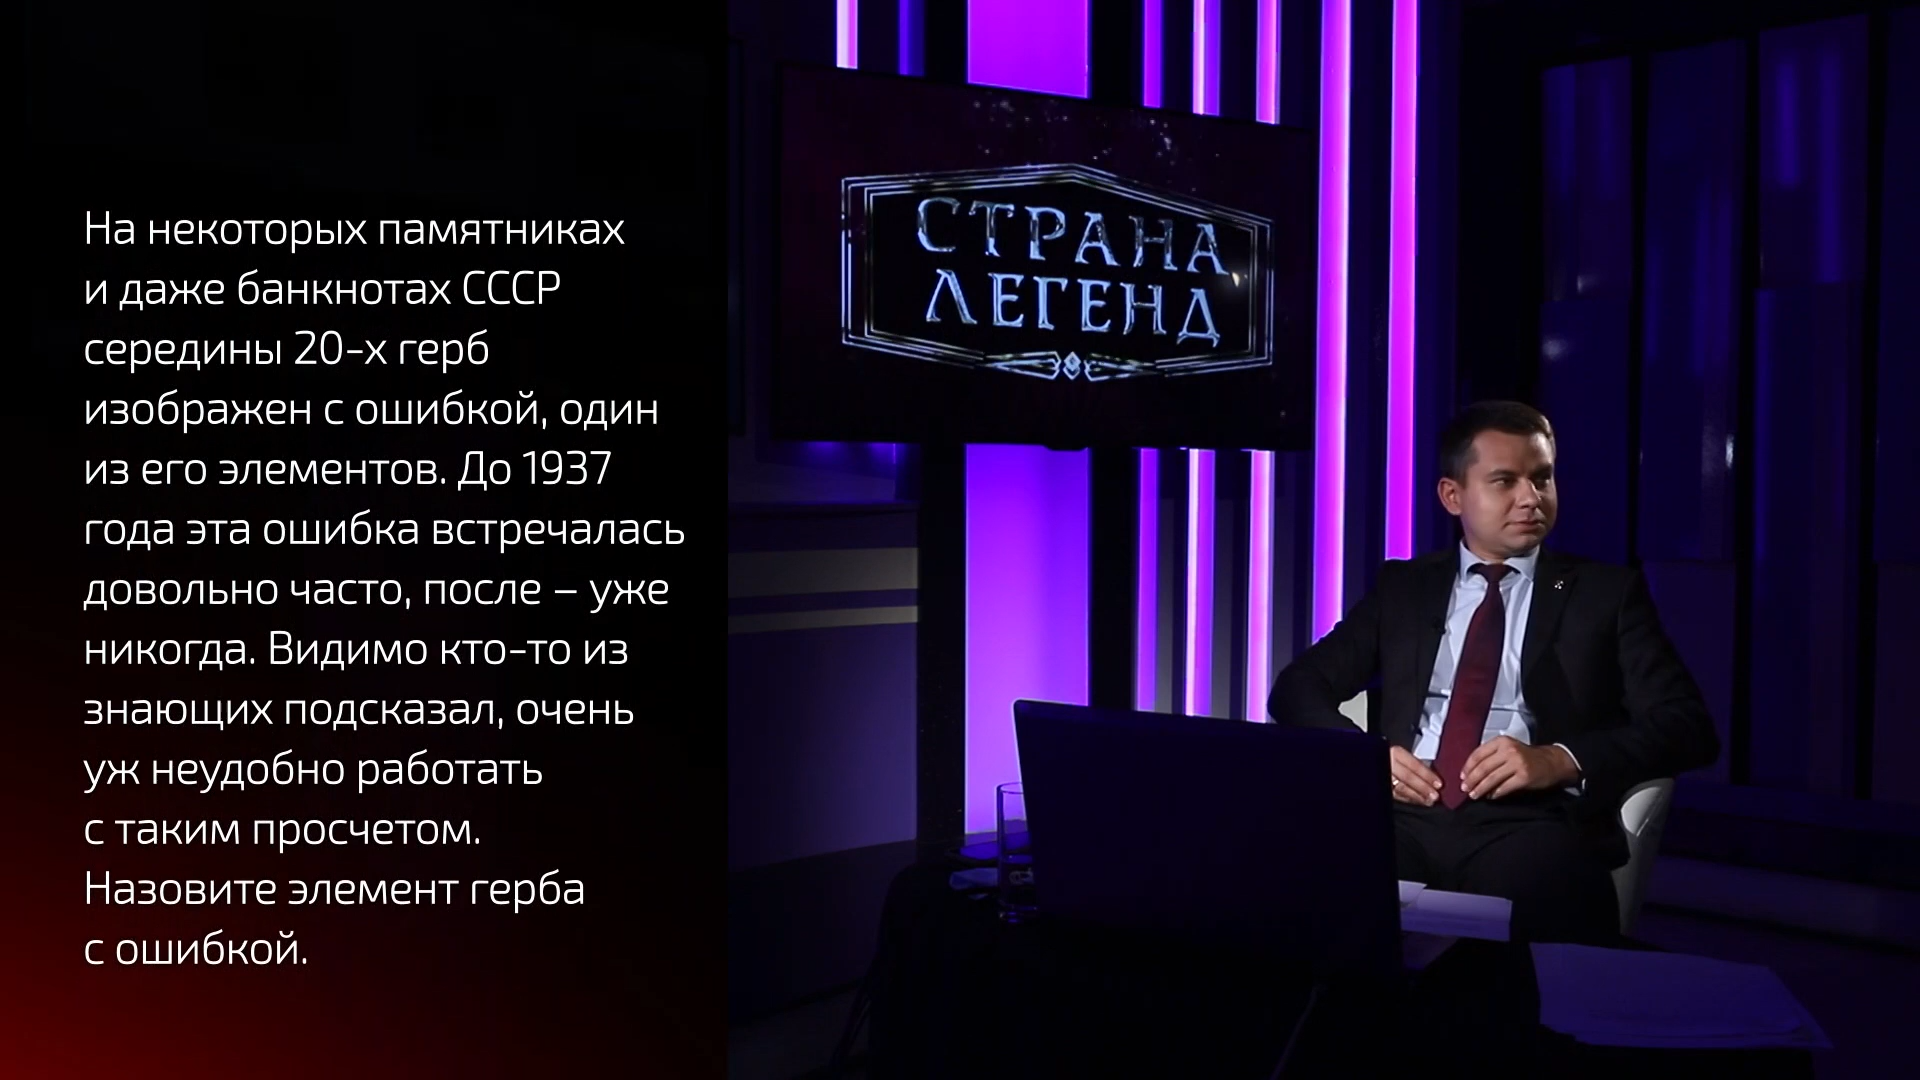 На некоторых памятниках
и даже банкнотах СССР
середины 20-х герб
изображен с ошибкой, один
из его элементов. До 1937
года эта ошибка встречалась
довольно часто, после – уже
никогда. Видимо кто-то из
знающих подсказал, очень
уж неудобно работать
с таким просчетом.
Назовите элемент герба
с ошибкой.
СТРАНА
ЛЕГЕНД